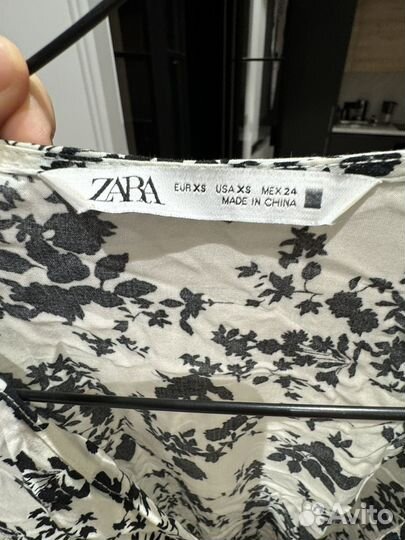 ZARA
EUR XS USA XS MEX 24
MADE IN CHINA
Avito